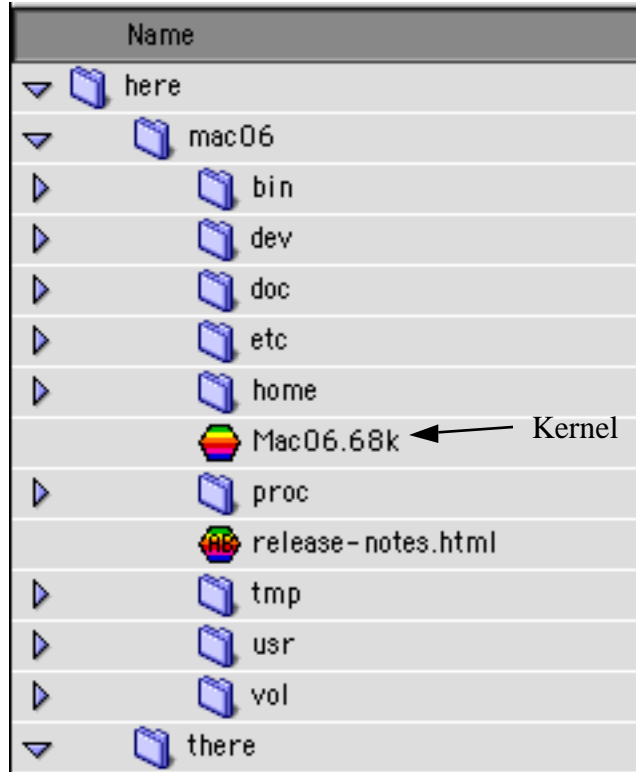 Name
here
mac06
bin
dev
doc
etc
home
Mac06.68k
Kernel
proc
AB
release-notes.html
tmp
usr
vol
there